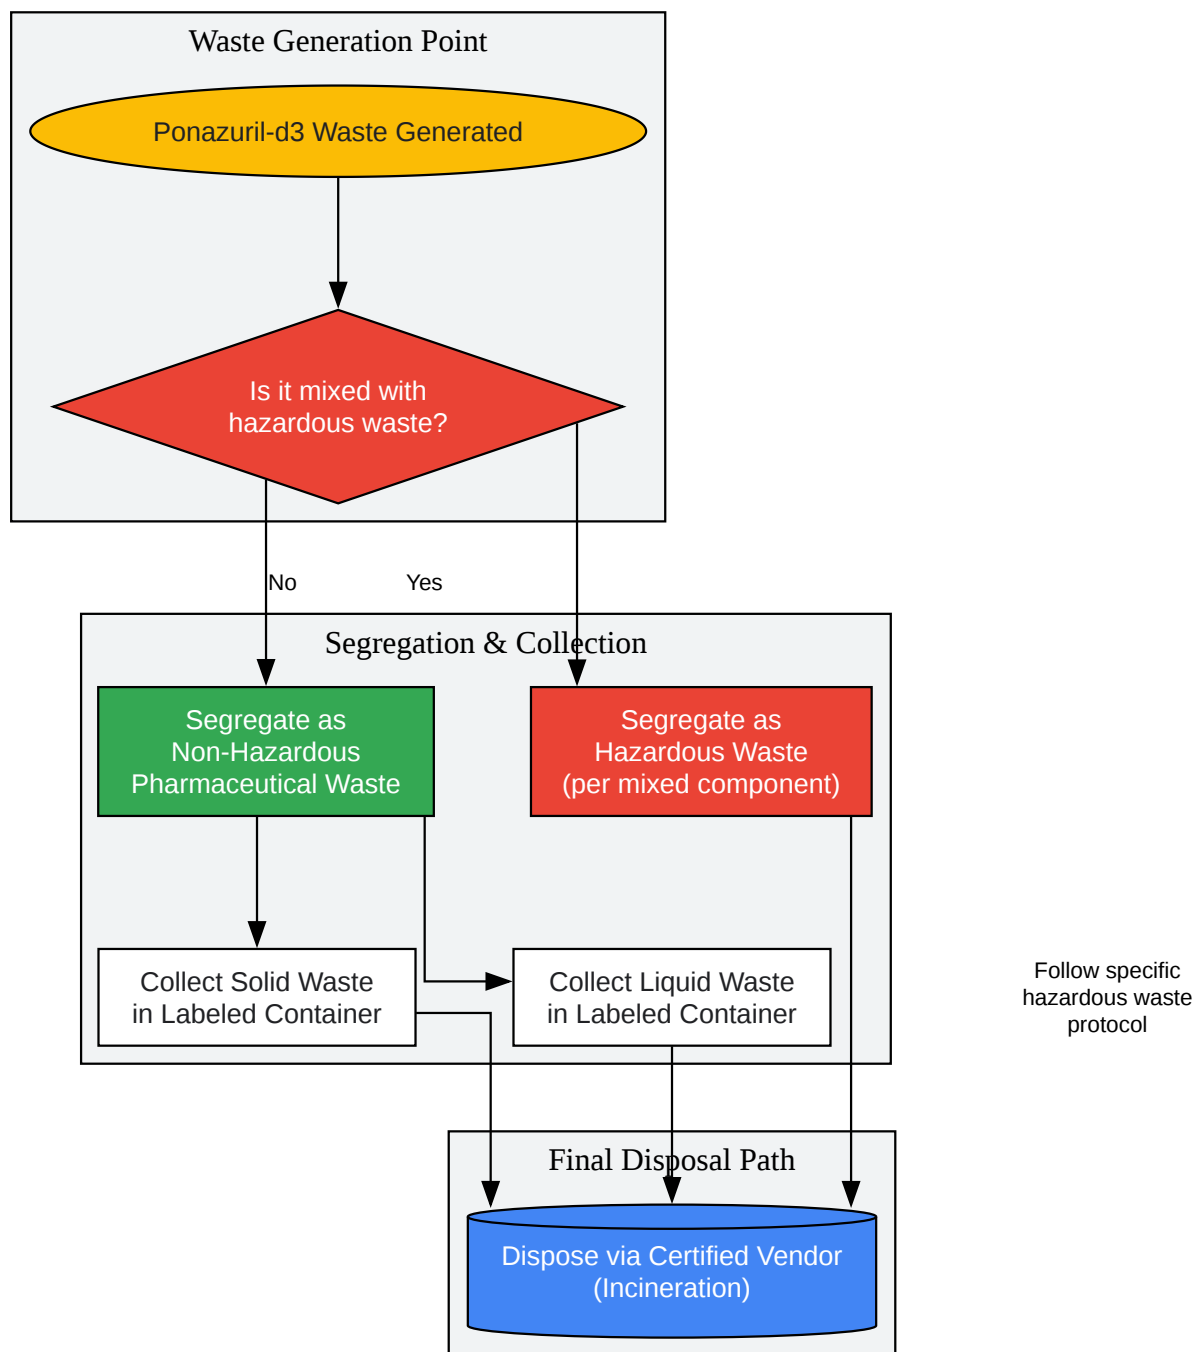 Waste Generation Point
Ponazuril-d3 Waste Generated
Is it mixed with
hazardous waste?
No
Yes
Segregation & Collection
Segregate as
Non-Hazardous
Pharmaceutical Waste
Segregate as
Hazardous Waste
(per mixed component)
Collect Solid Waste
in Labeled Container
Collect Liquid Waste
in Labeled Container
Follow specific
hazardous waste
protocol
Final Disposal Path
Dispose via Certified Vendor
(Incineration)